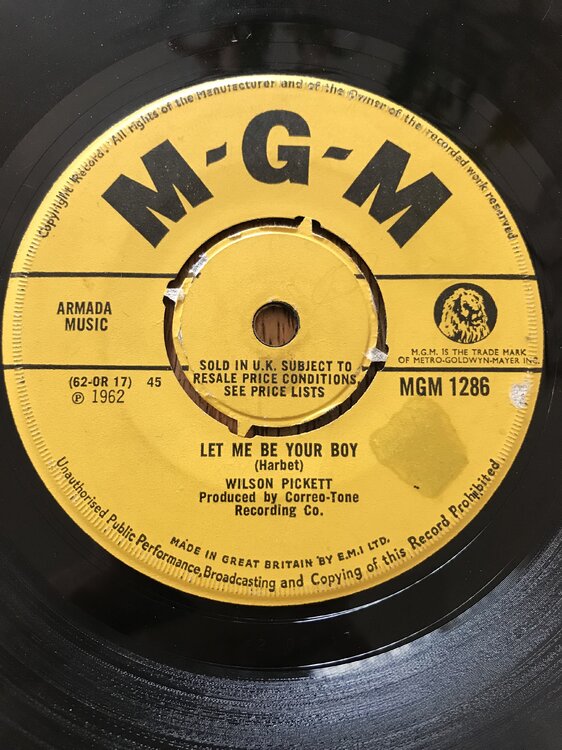 Copyright Record. All rights of the Manufacturer and of the Owner of the recorded work reserved
M-G-M
ARMADA
MUSIC
M.G.M. IS THE TRADE MARK
OF METRO-GOLDWYN-MAYER INC.
SOLD IN U.K. SUBJECT TO
RESALE PRICE CONDITIONS,
SEE PRICE LISTS
(62-OR 17) 45
℗ 1962
MGM 1286
LET ME BE YOUR BOY
(Harbet)
WILSON PICKETT
Produced by Correo-Tone
Recording Co.
MADE IN GREAT BRITAIN BY E.M.I LTD.
Unauthorised Public Performance, Broadcasting and Copying of this Record Prohibited